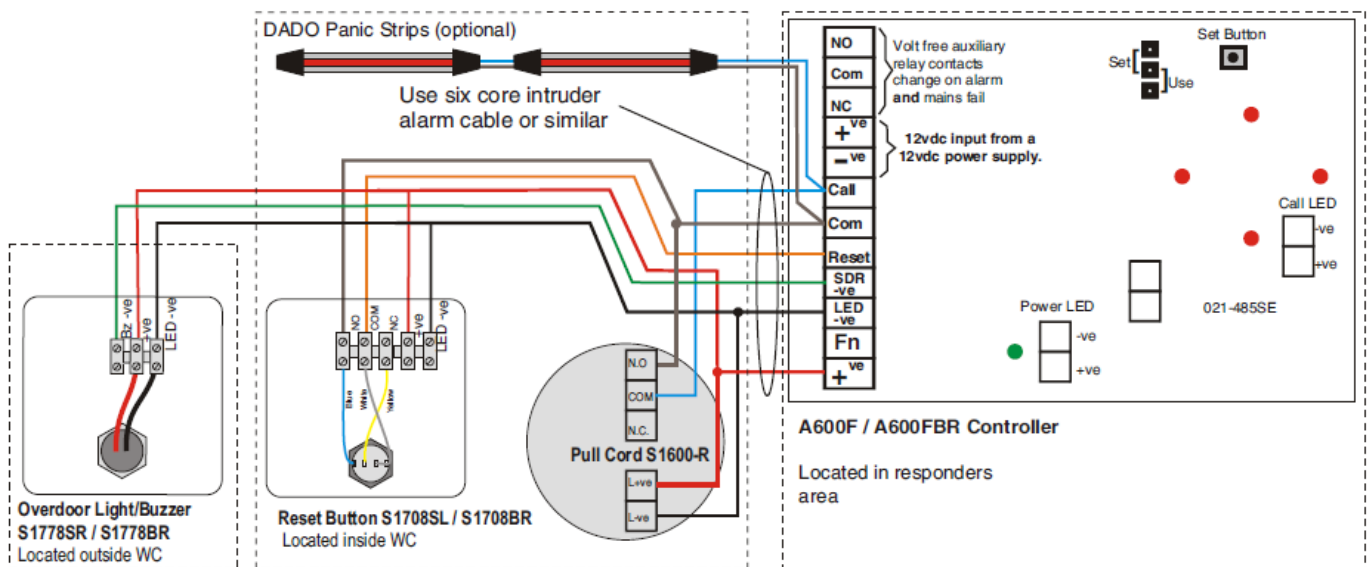 DADO Panic Strips (optional)
Use six core intruder
alarm cable or similar
NO
Com
NC
+ve
-ve
Call
Com
Reset
SDR
-ve
LED
-ve
Fn
+ve
Volt free auxiliary
relay contacts
change on alarm
and mains fail
12vdc input from a
12vdc power supply.
Set Button
Set
Use
Call LED
-ve
+ve
Power LED
-ve
+ve
021-485SE
A600F / A600FBR Controller
Located in responders
area
Bz -ve
+ve
LED -ve
Overdoor Light/Buzzer
S1778SR / S1778BR
Located outside WC
NO
COM
NC
+ve
LED -ve
Blue
White
Yellow
Reset Button S1708SL / S1708BR
Located inside WC
N.O
COM
N.C.
Pull Cord S1600-R
L+ve
L-ve